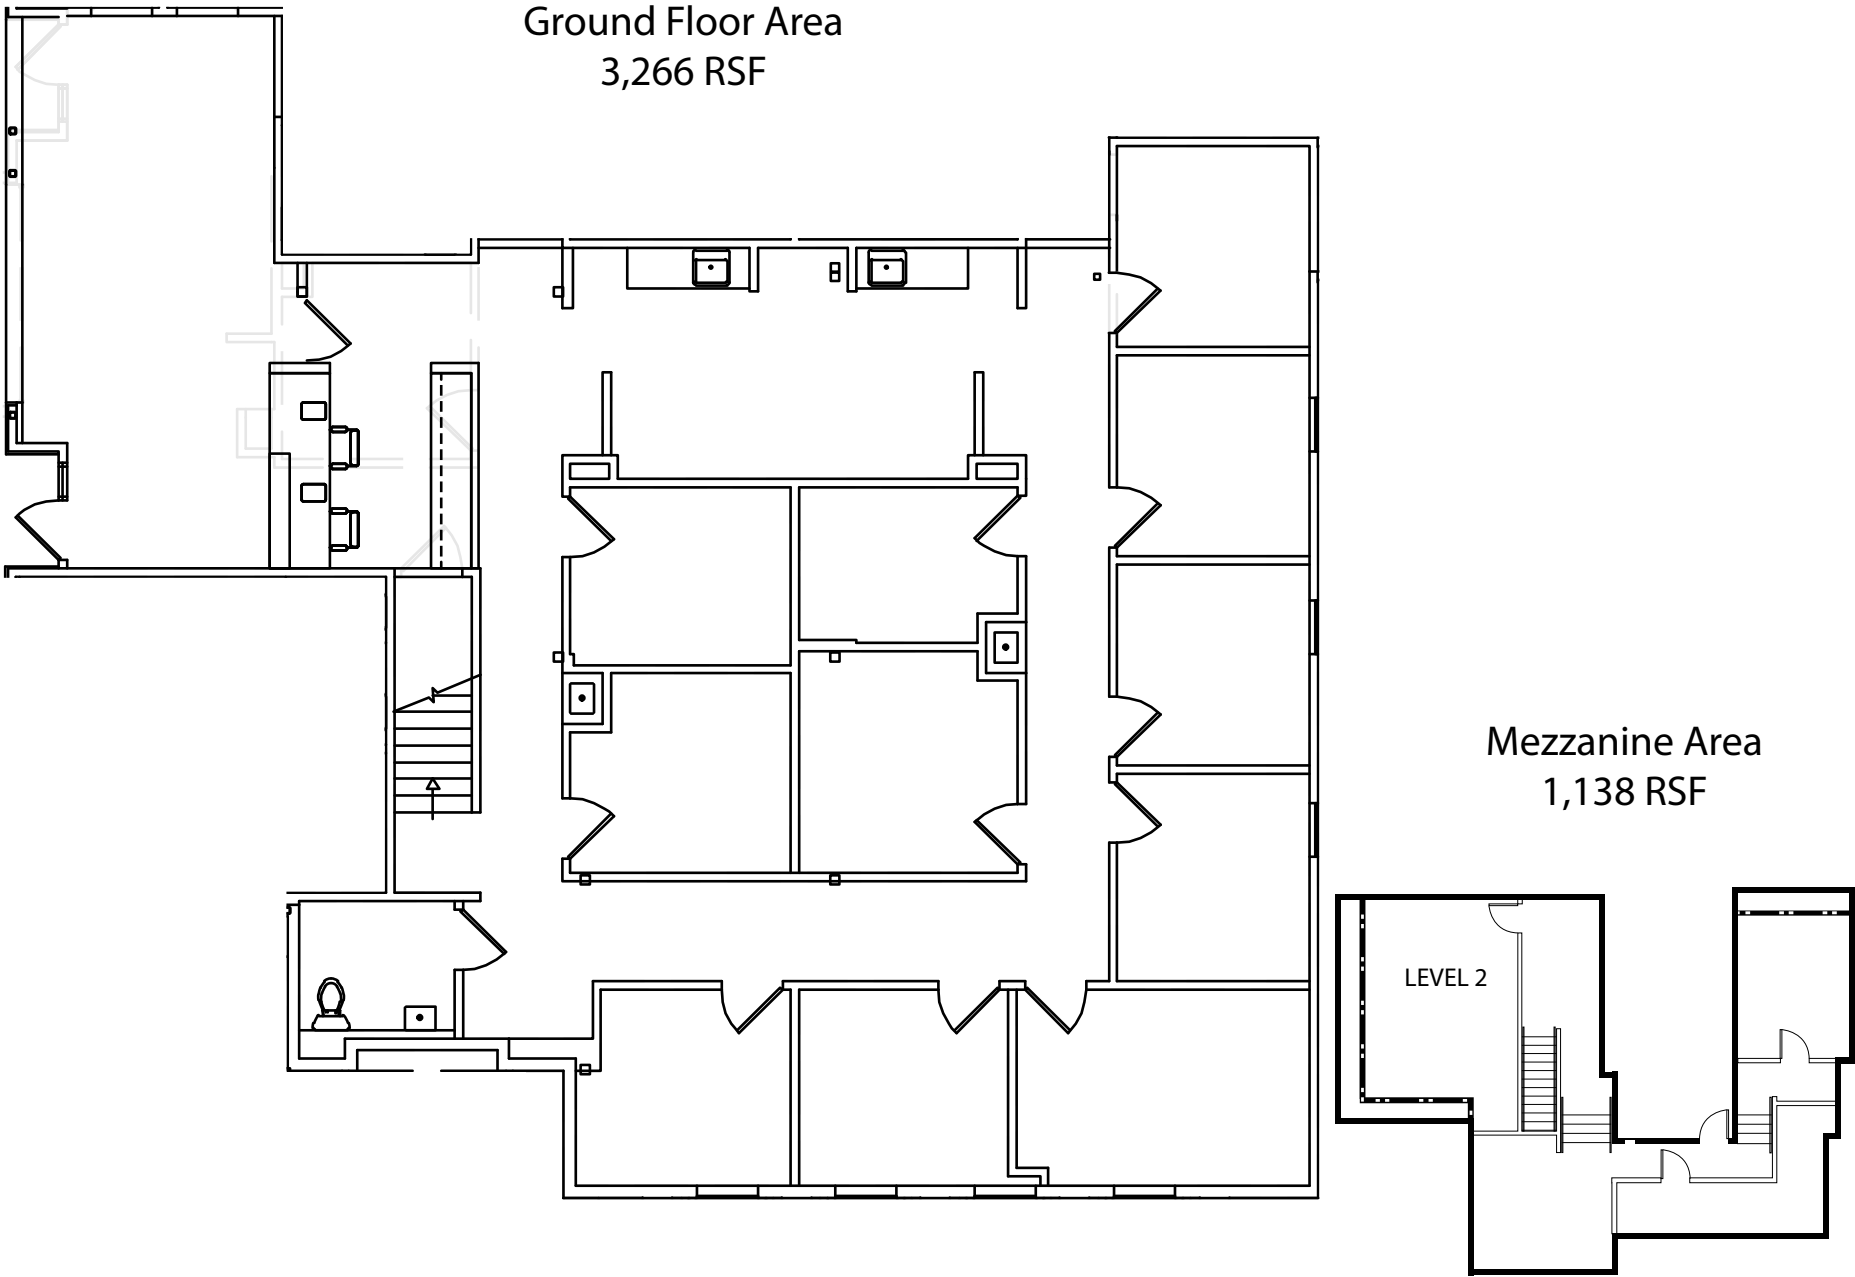 Ground Floor Area
3,266 RSF
Mezzanine Area
1,138 RSF
LEVEL 2